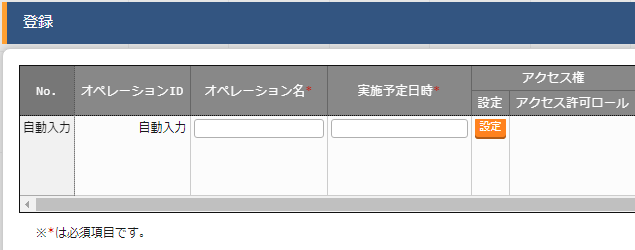 登録
No. オペレーションID オペレーション名* 実施予定日時* アクセス権
設定 アクセス許可ロール
自動入力 自動入力 設定
※*は必須項目です。